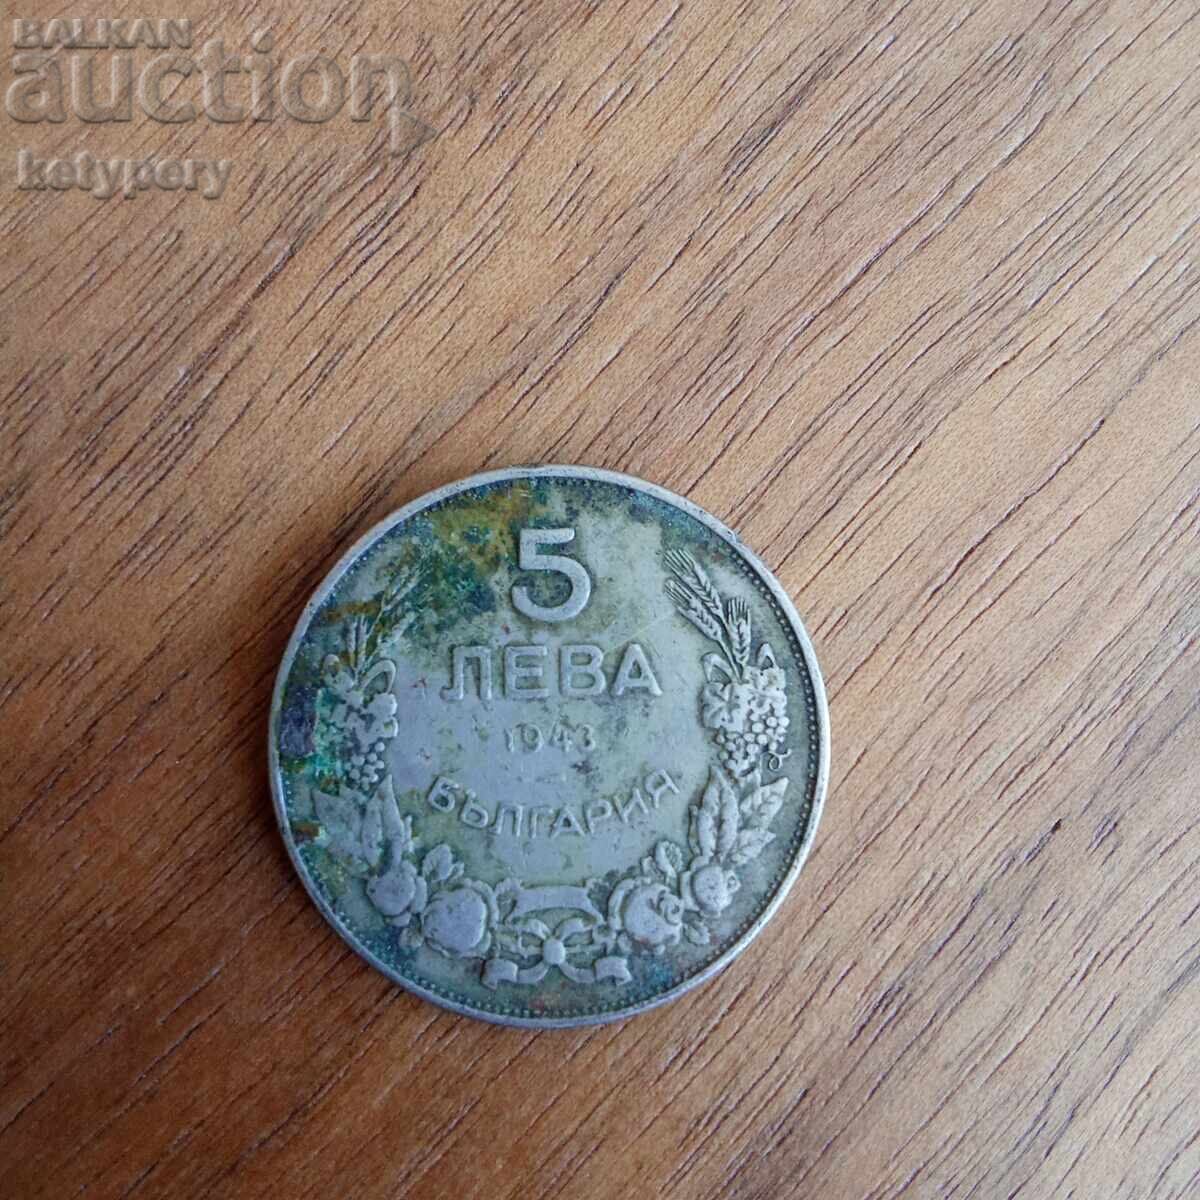 BALKAN
auction
ketypery
5
ЛЕВА
1943
БЪЛГАРИЯ